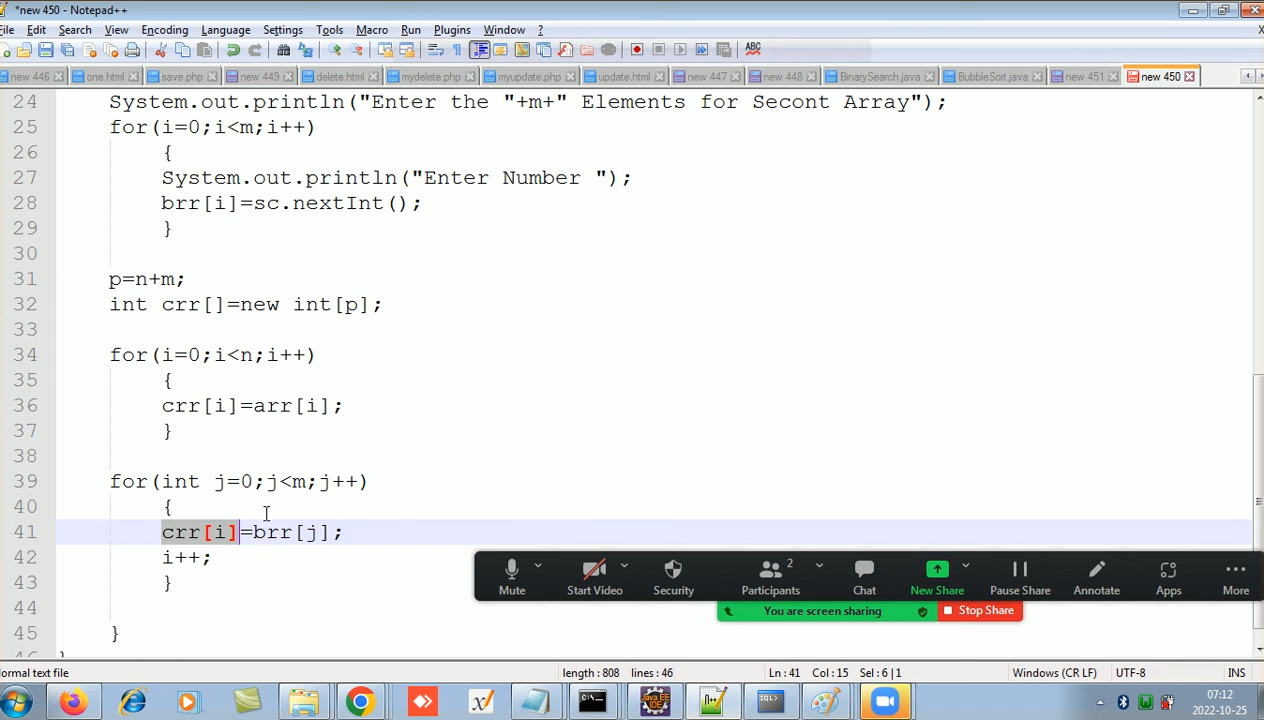 *new 450 - Notepad++
File Edit Search View Encoding Language Settings Tools Macro Run Plugins Window ?
new 446 one.html save.php new 449 delete.html mydelete.php myupdate.php update.html new 447 new 448 BinarySearch.java BubbleSort.java new 451 new 450
24 System.out.println("Enter the "+m+" Elements for Secont Array");
25 for(i=0;i<m;i++)
26 {
27 System.out.println("Enter Number ");
28 brr[i]=sc.nextInt();
29 }
30
31 p=n+m;
32 int crr[]=new int[p];
33
34 for(i=0;i<n;i++)
35 {
36 crr[i]=arr[i];
37 }
38
39 for(int j=0;j<m;j++)
40 {
41 crr[i]=brr[j];
42 i++;
43 }
44
45 }
Mute Start Video Security Participants 2 Chat New Share Pause Share Annotate Apps More
You are screen sharing Stop Share
ormal text file length : 808 lines : 46 Ln : 41 Col : 15 Sel : 6 | 1 Windows (CR LF) UTF-8 INS
07:12
2022-10-25